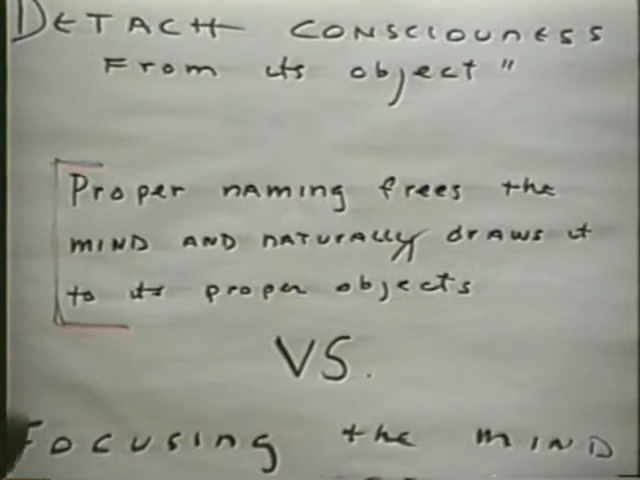 DETACH CONSCIOUNESS
From its object"
Proper naming frees the
MIND AND NATURALLY draws it
to its proper objects
VS.
Focusing the MIND